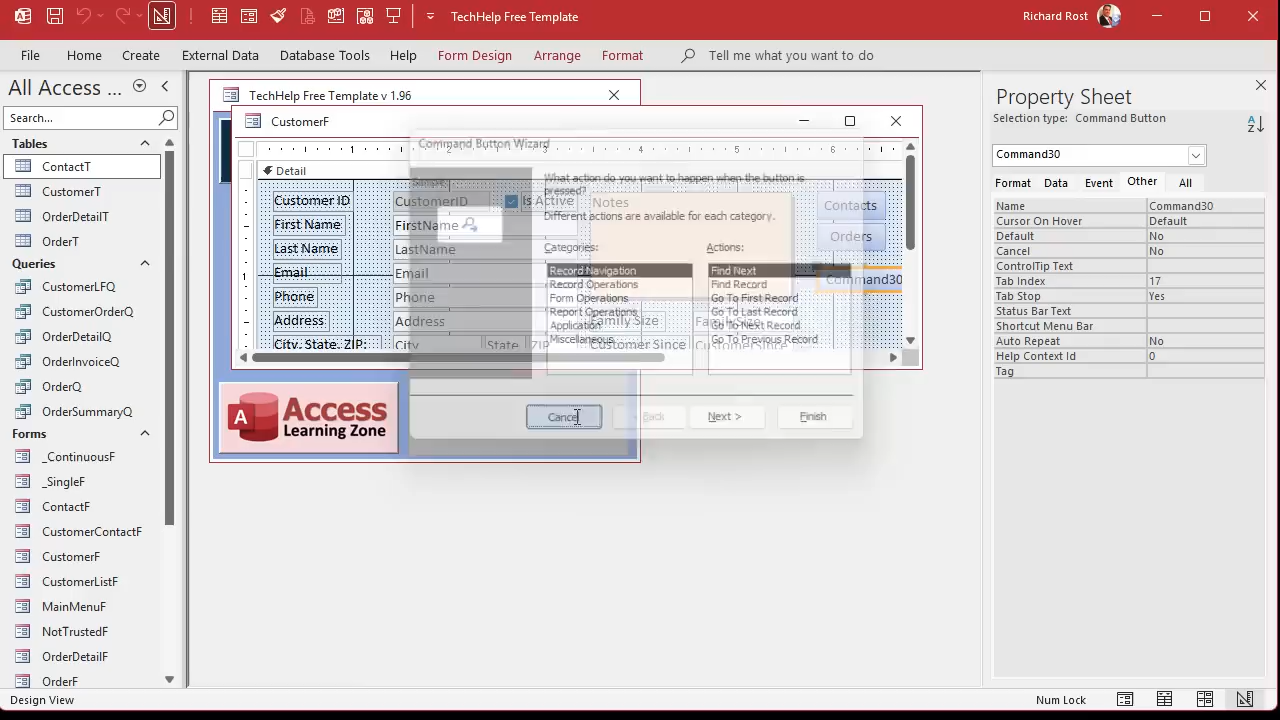 TechHelp Free Template
Richard Rost
File Home Create External Data Database Tools Help Form Design Arrange Format Tell me what you want to do
All Access ...
Search...
Tables
ContactT
CustomerT
OrderDetailT
OrderT
Queries
CustomerLFQ
CustomerOrderQ
OrderDetailQ
OrderInvoiceQ
OrderQ
OrderSummaryQ
Forms
_ContinuousF
_SingleF
ContactF
CustomerContactF
CustomerF
CustomerListF
MainMenuF
NotTrustedF
OrderDetailF
OrderF
TechHelp Free Template v 1.96
CustomerF
Detail
Customer ID CustomerID Is Active Notes Contacts
First Name FirstName Orders
Last Name LastName
Email Email Command30
Phone Phone
Address Address Family Size FamilySize
City, State, ZIP: City State ZIP Customer Since CustomerSince
Command Button Wizard
Sample:
What action do you want to happen when the button is
pressed?
Different actions are available for each category.
Categories: Actions:
Record Navigation Find Next
Record Operations Find Record
Form Operations Go To First Record
Report Operations Go To Last Record
Application Go To Next Record
Miscellaneous Go To Previous Record
Cancel < Back Next > Finish
A Access
Learning Zone
Property Sheet
Selection type: Command Button
Command30
Format Data Event Other All
Name Command30
Cursor On Hover Default
Default No
Cancel No
ControlTip Text
Tab Index 17
Tab Stop Yes
Status Bar Text
Shortcut Menu Bar
Auto Repeat No
Help Context Id 0
Tag
Design View
Num Lock